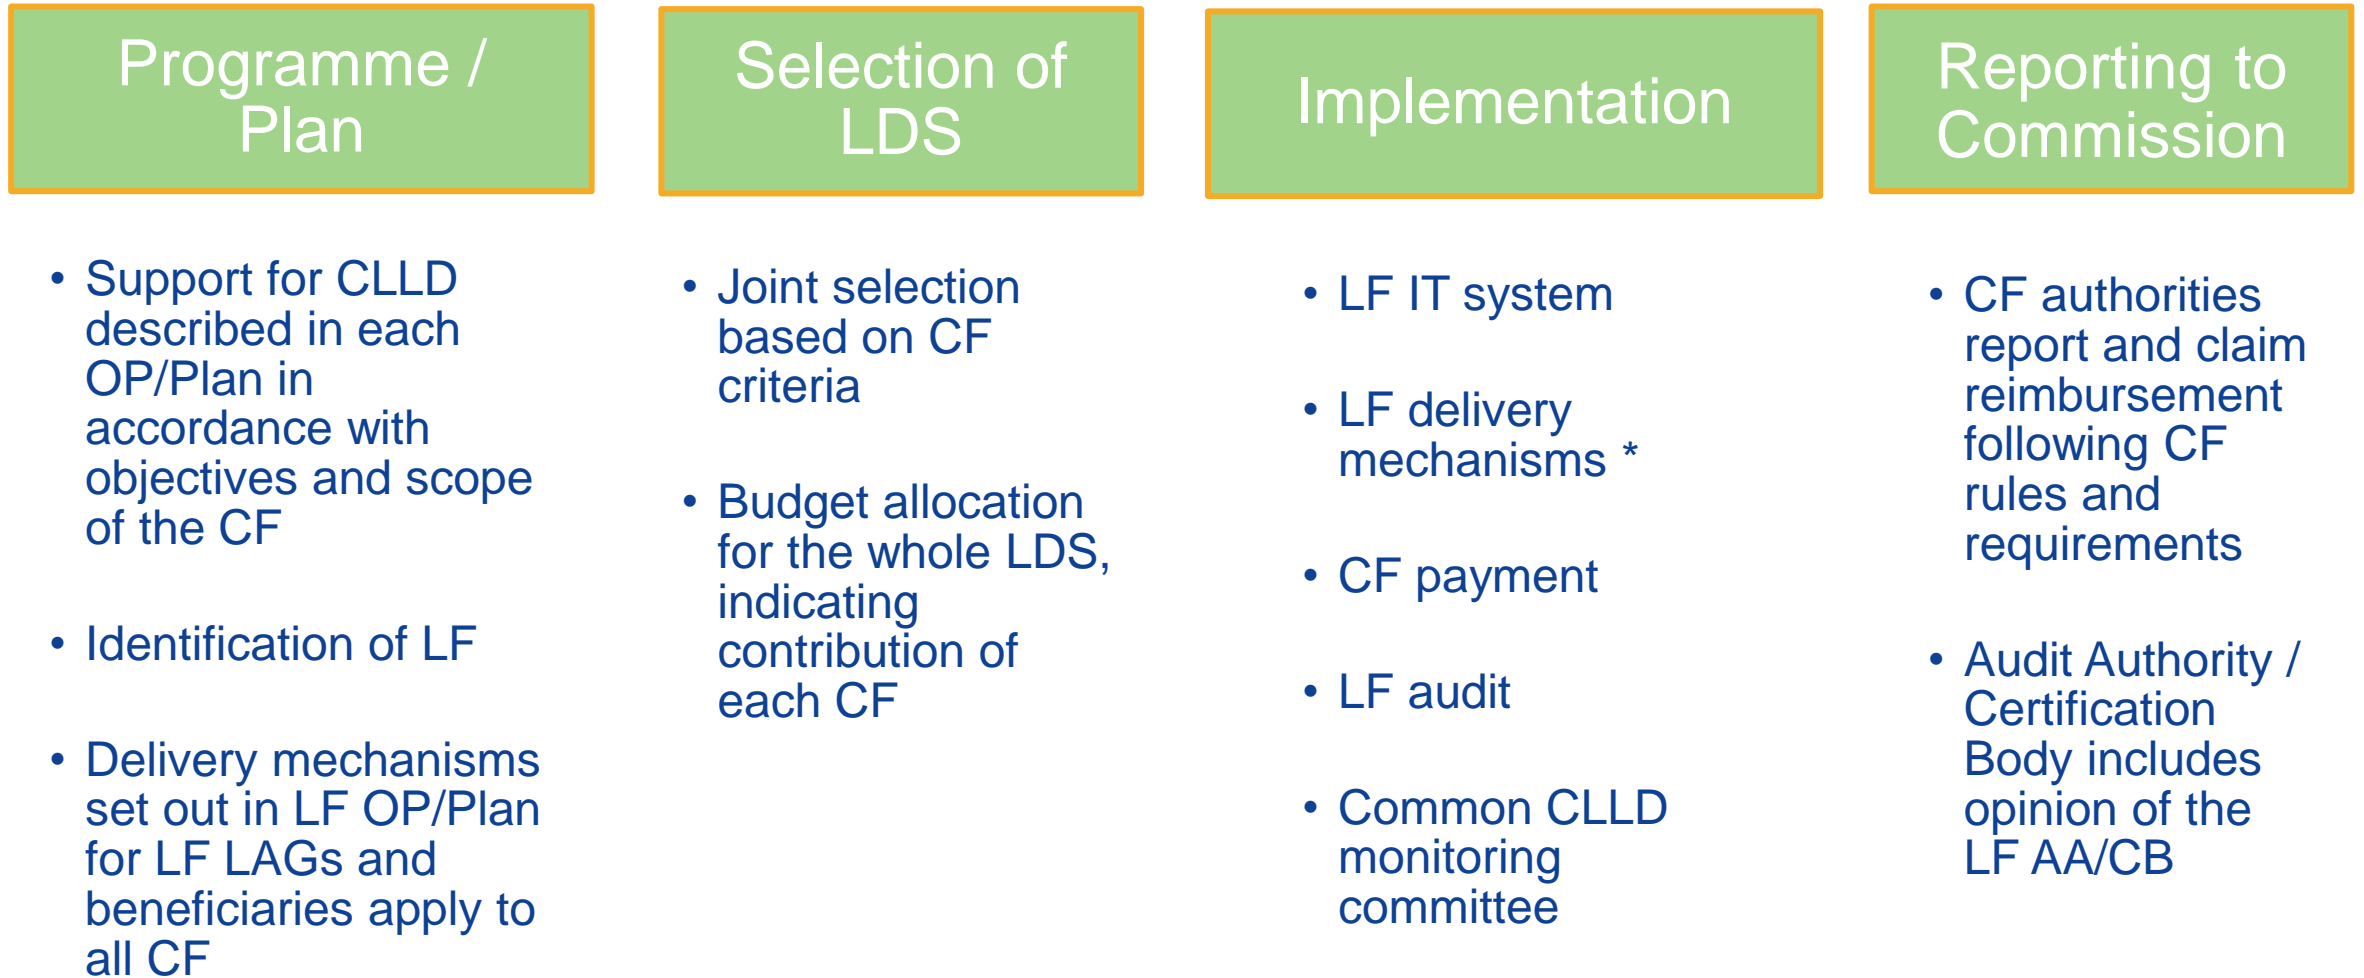 Programme /
Plan
• Support for CLLD
described in each
OP/Plan in
accordance with
objectives and scope
of the CF
• Identification of LF
• Delivery mechanisms
set out in LF OP/Plan
for LF LAGs and
beneficiaries apply to
all CF
Selection of
LDS
• Joint selection
based on CF
criteria
• Budget allocation
for the whole LDS,
indicating
contribution of
each CF
Implementation
• LF IT system
• LF delivery
mechanisms *
• CF payment
• LF audit
• Common CLLD
monitoring
committee
Reporting to
Commission
• CF authorities
report and claim
reimbursement
following CF
rules and
requirements
• Audit Authority /
Certification
Body includes
opinion of the
LF AA/CB